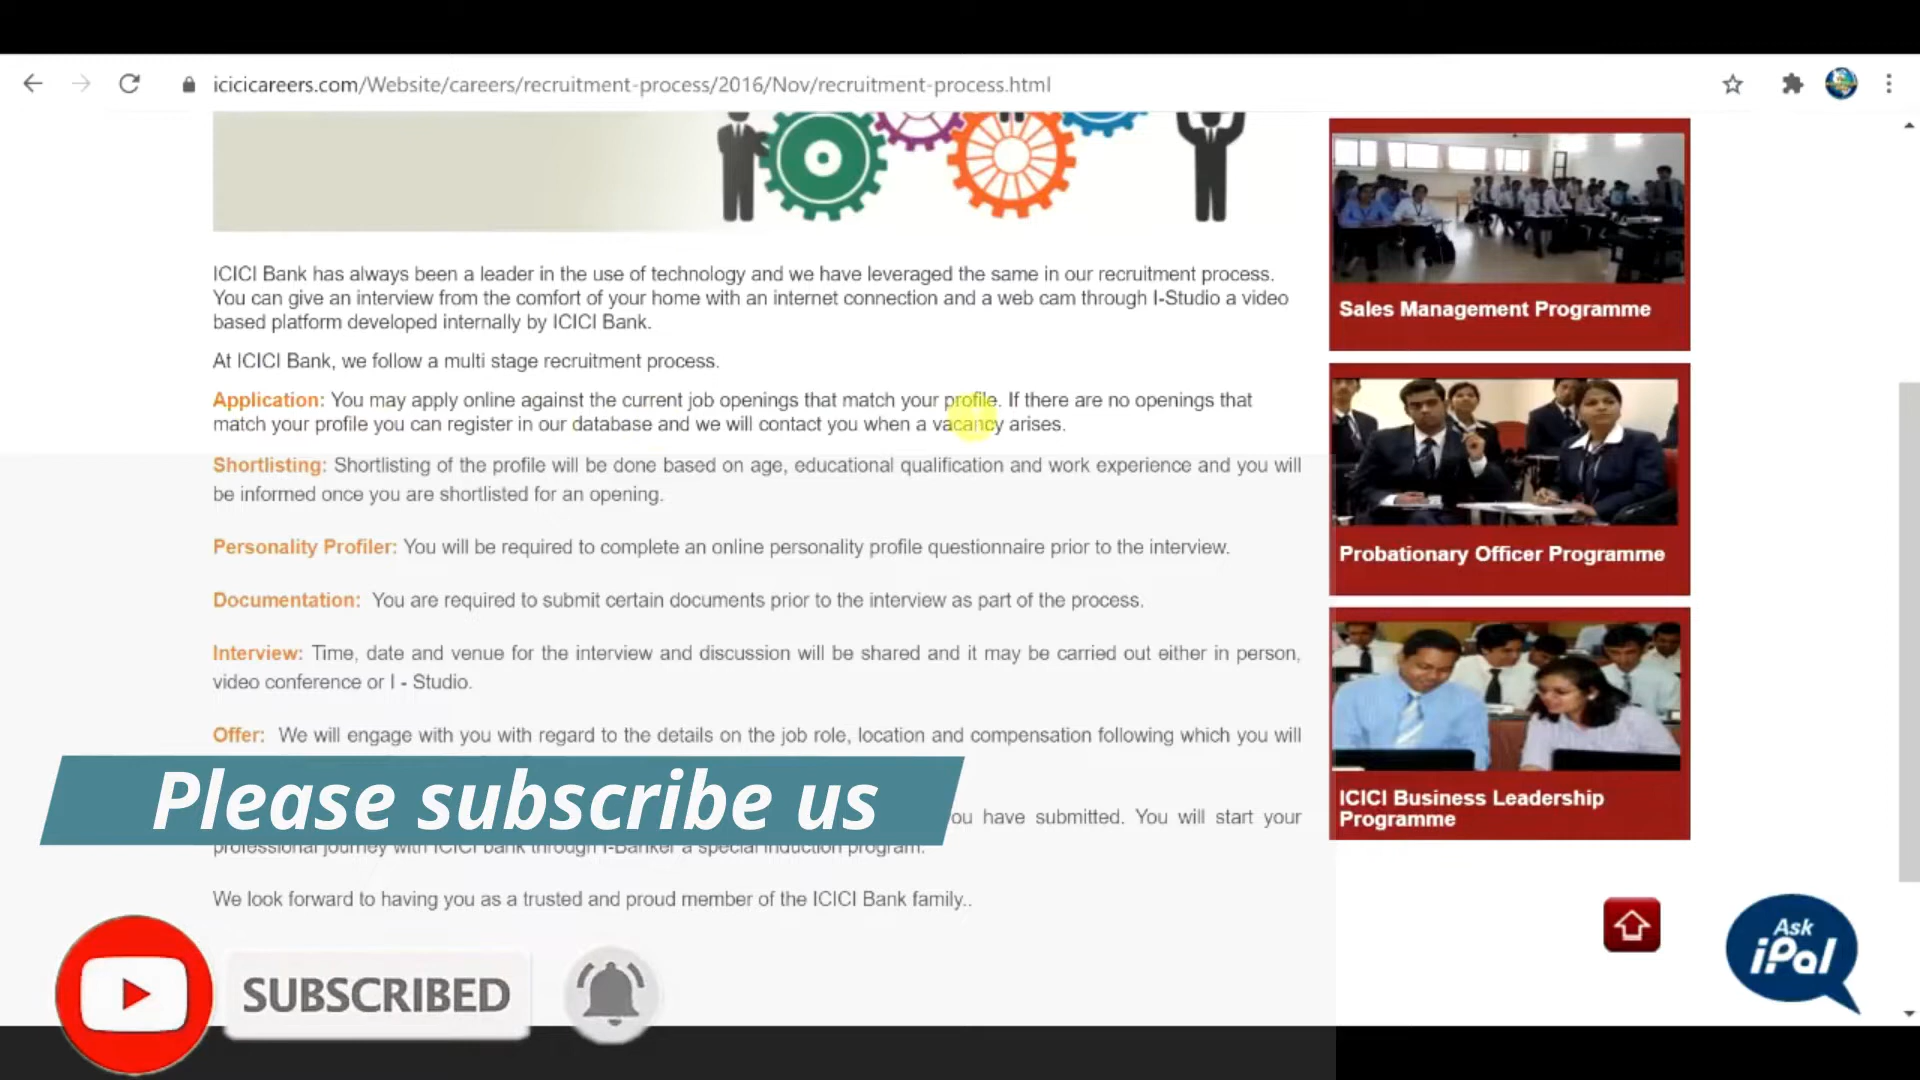 icicicareers.com/Website/careers/recruitment-process/2016/Nov/recruitment-process.html
ICICI Bank has always been a leader in the use of technology and we have leveraged the same in our recruitment process.
You can give an interview from the comfort of your home with an internet connection and a web cam through I-Studio a video
based platform developed internally by ICICI Bank.
At ICICI Bank, we follow a multi stage recruitment process.
Application: You may apply online against the current job openings that match your profile. If there are no openings that
match your profile you can register in our database and we will contact you when a vacancy arises.
Shortlisting: Shortlisting of the profile will be done based on age, educational qualification and work experience and you will
be informed once you are shortlisted for an opening.
Personality Profiler: You will be required to complete an online personality profile questionnaire prior to the interview.
Documentation: You are required to submit certain documents prior to the interview as part of the process.
Interview: Time, date and venue for the interview and discussion will be shared and it may be carried out either in person,
video conference or I - Studio.
Offer: We will engage with you with regard to the details on the job role, location and compensation following which you will
have submitted. You will start your
professional journey with ICICI bank through I-Banker a special induction program.
We look forward to having you as a trusted and proud member of the ICICI Bank family..
Sales Management Programme
Probationary Officer Programme
ICICI Business Leadership
Programme
Please subscribe us
SUBSCRIBED
Ask
iPal